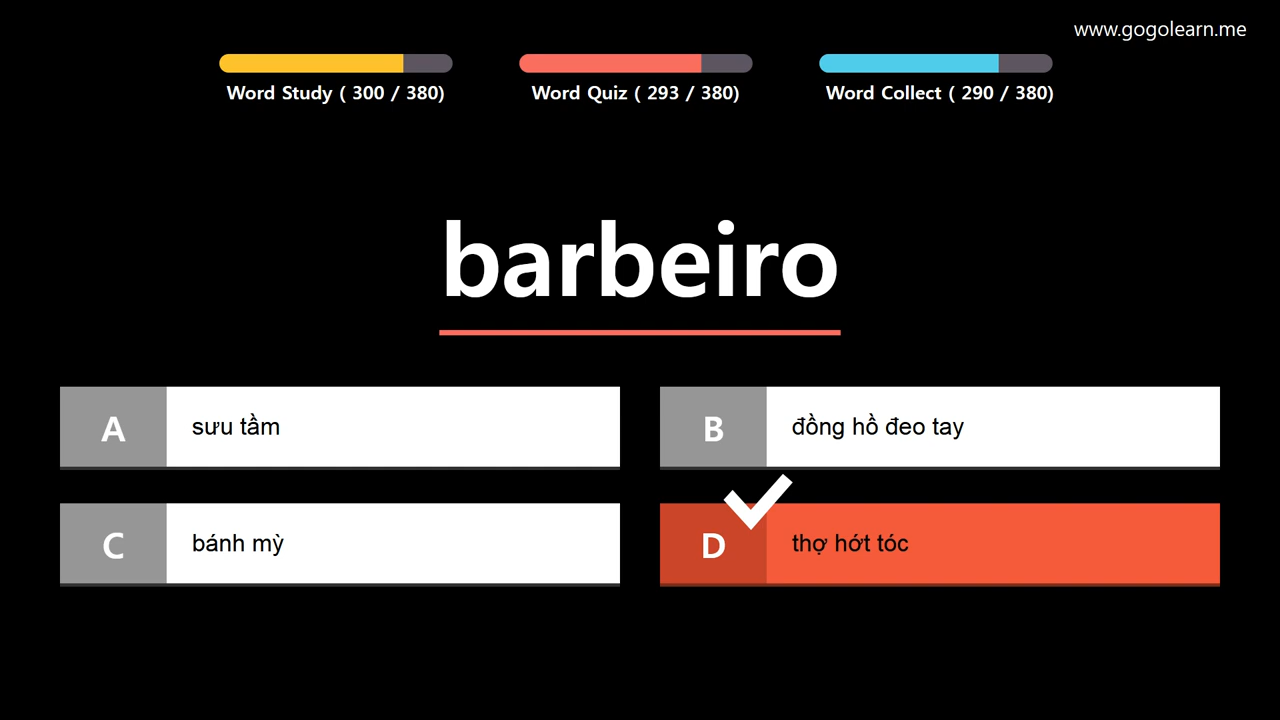 www.gogolearn.me
Word Study ( 300 / 380)
Word Quiz ( 293 / 380)
Word Collect ( 290 / 380)
barbeiro
A
sưu tầm
B
đồng hồ đeo tay
C
bánh mỳ
D
thợ hớt tóc